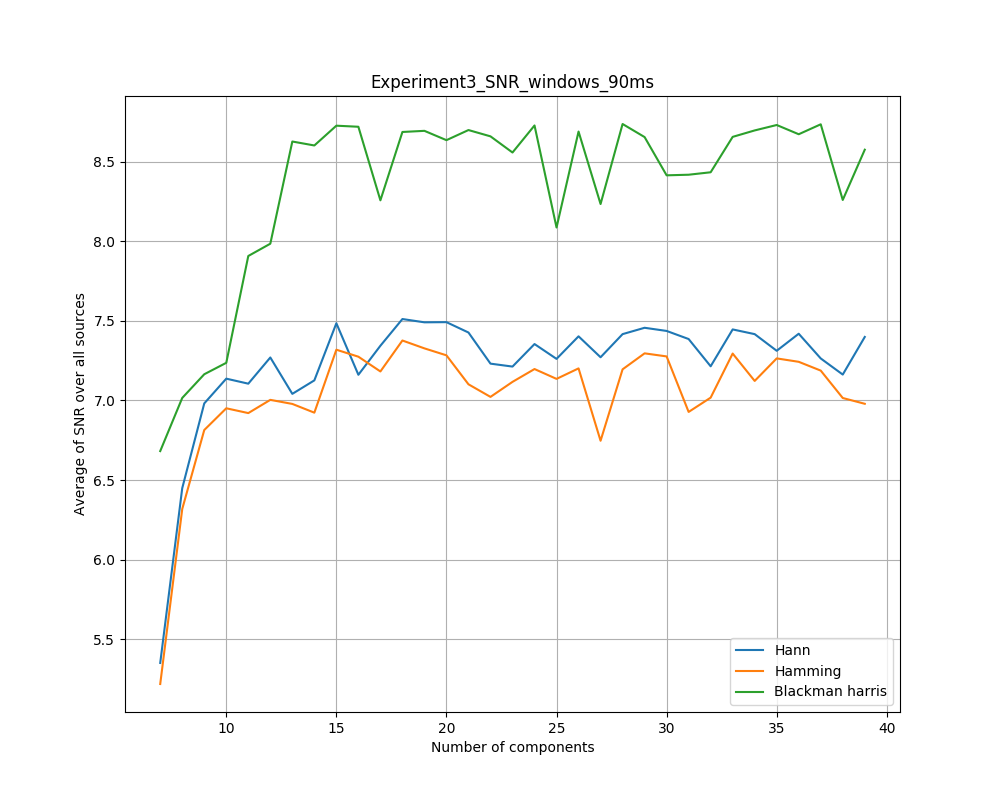 Experiment3_SNR_windows_90ms
Average of SNR over all sources
8.5
8.0
7.5
7.0
6.5
6.0
5.5
10 15 20 25 30 35 40
Number of components
Hann
Hamming
Blackman harris